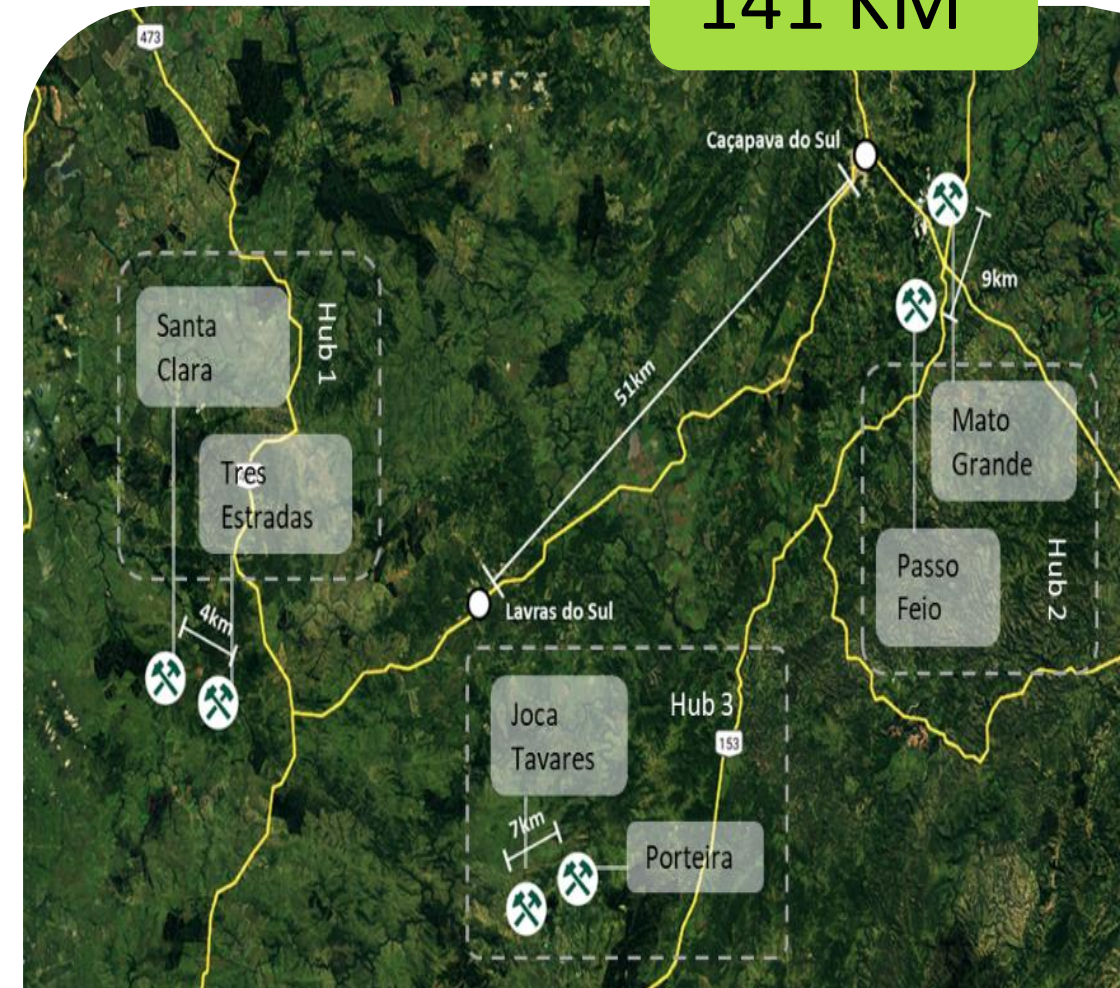 141 KM
473
Caçapava do Sul
9km
Santa
Clara
Hub 1
51km
Mato
Grande
Tres
Estradas
Passo
Feio
Hub 2
4km
Lavras do Sul
Hub 3
Joca
Tavares
153
7km
Porteira